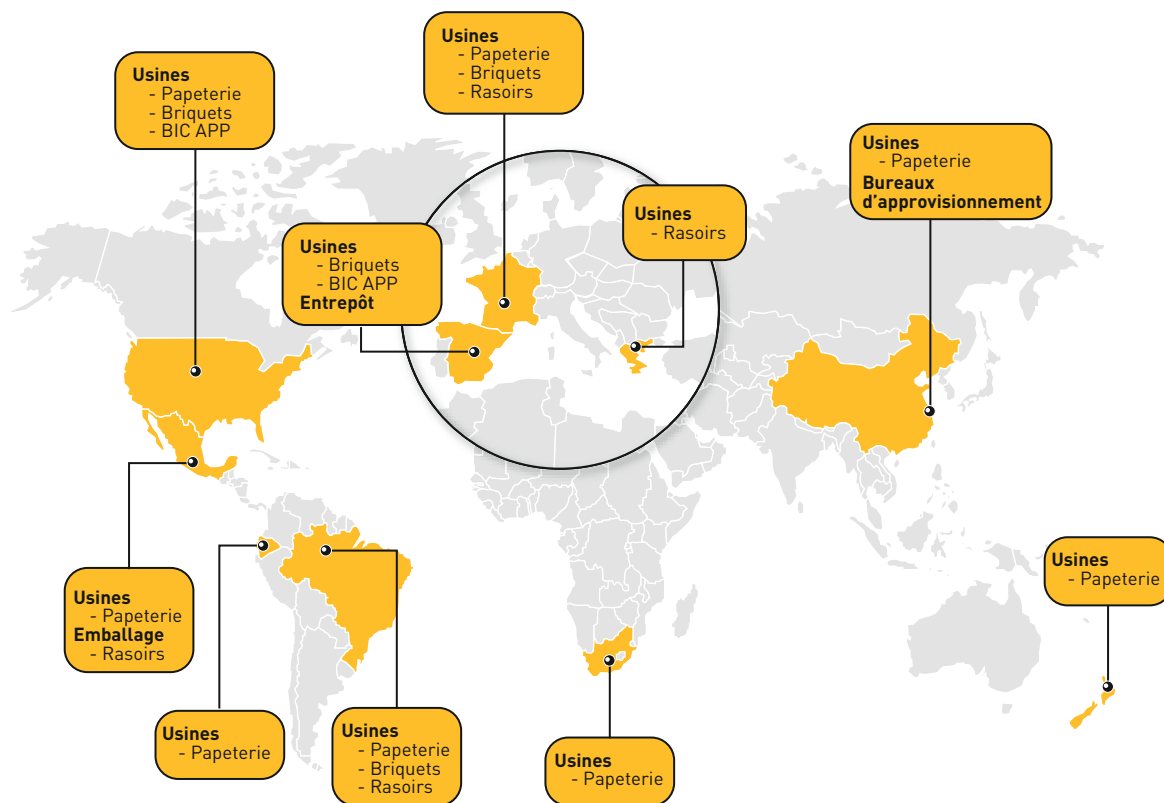 Usines
- Papeterie
- Briquets
- BIC APP
Usines
- Papeterie
- Briquets
- Rasoirs
Usines
- Papeterie
Bureaux
d'approvisionnement
Usines
- Rasoirs
Usines
- Briquets
- BIC APP
Entrepôt
Usines
- Papeterie
Usines
- Papeterie
Emballage
- Rasoirs
Usines
- Papeterie
Usines
- Papeterie
- Briquets
- Rasoirs
Usines
- Papeterie